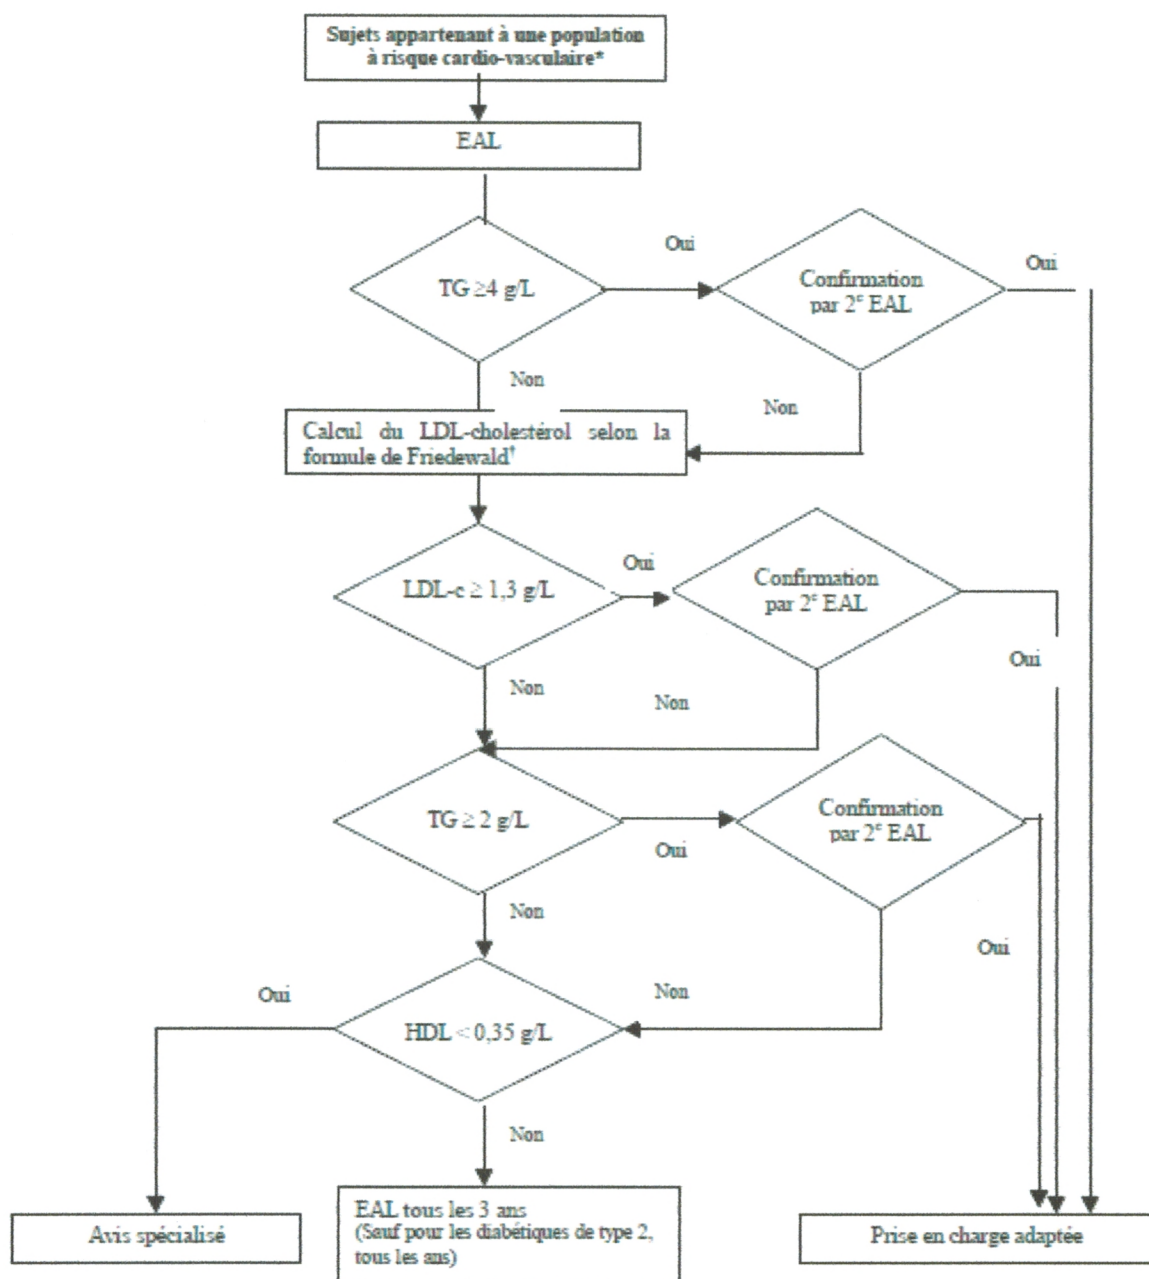 Sujets appartenant à une population
à risque cardio-vasculaire*
EAL
TG ≥4 g/L
Oui
Confirmation
par 2e EAL
Oui
Non
Non
Calcul du LDL-cholestérol selon la
formule de Friedewald†
LDL-c ≥ 1,3 g/L
Oui
Confirmation
par 2e EAL
Oui
Non
Non
TG ≥ 2 g/L
Oui
Confirmation
par 2e EAL
Oui
Non
Non
Oui
HDL < 0,35 g/L
Non
Avis spécialisé
EAL tous les 3 ans
(Sauf pour les diabétiques de type 2,
tous les ans)
Prise en charge adaptée